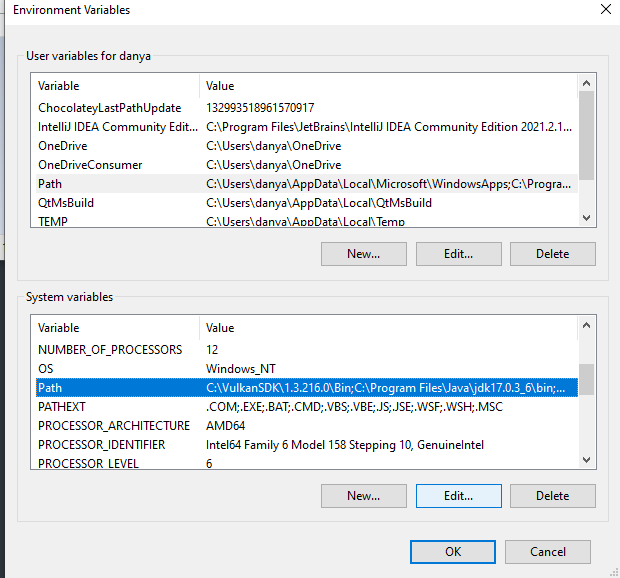 Environment Variables
User variables for danya
Variable Value
ChocolateyLastPathUpdate 132993518961570917
IntelliJ IDEA Community Edit... C:\Program Files\JetBrains\IntelliJ IDEA Community Edition 2021.2.1...
OneDrive C:\Users\danya\OneDrive
OneDriveConsumer C:\Users\danya\OneDrive
Path C:\Users\danya\AppData\Local\Microsoft\WindowsApps;C:\Progra...
QtMsBuild C:\Users\danya\AppData\Local\QtMsBuild
TEMP C:\Users\danya\AppData\Local\Temp
New... Edit... Delete
System variables
Variable Value
NUMBER_OF_PROCESSORS 12
OS Windows_NT
Path C:\VulkanSDK\1.3.216.0\Bin;C:\Program Files\Java\jdk17.0.3_6\bin;...
PATHEXT .COM;.EXE;.BAT;.CMD;.VBS;.VBE;.JS;.JSE;.WSF;.WSH;.MSC
PROCESSOR_ARCHITECTURE AMD64
PROCESSOR_IDENTIFIER Intel64 Family 6 Model 158 Stepping 10, GenuineIntel
PROCESSOR_LEVEL 6
New... Edit... Delete
OK Cancel